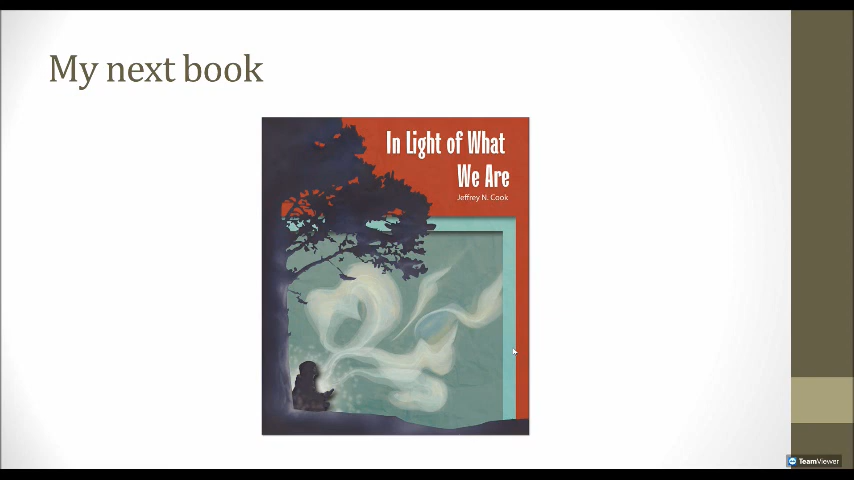 My next book
In Light of What
We Are
Jeffrey N. Cook
TeamViewer